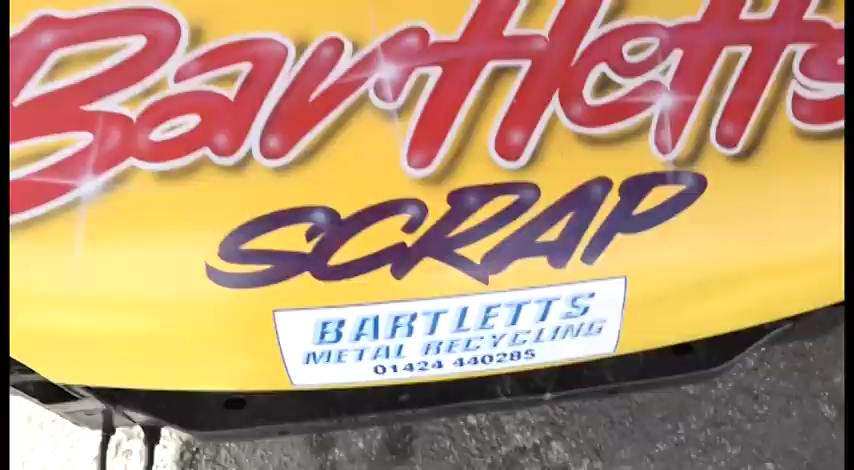 Bartletts
SCRAP
BARTLETTS
METAL RECYCLING
01424 440285